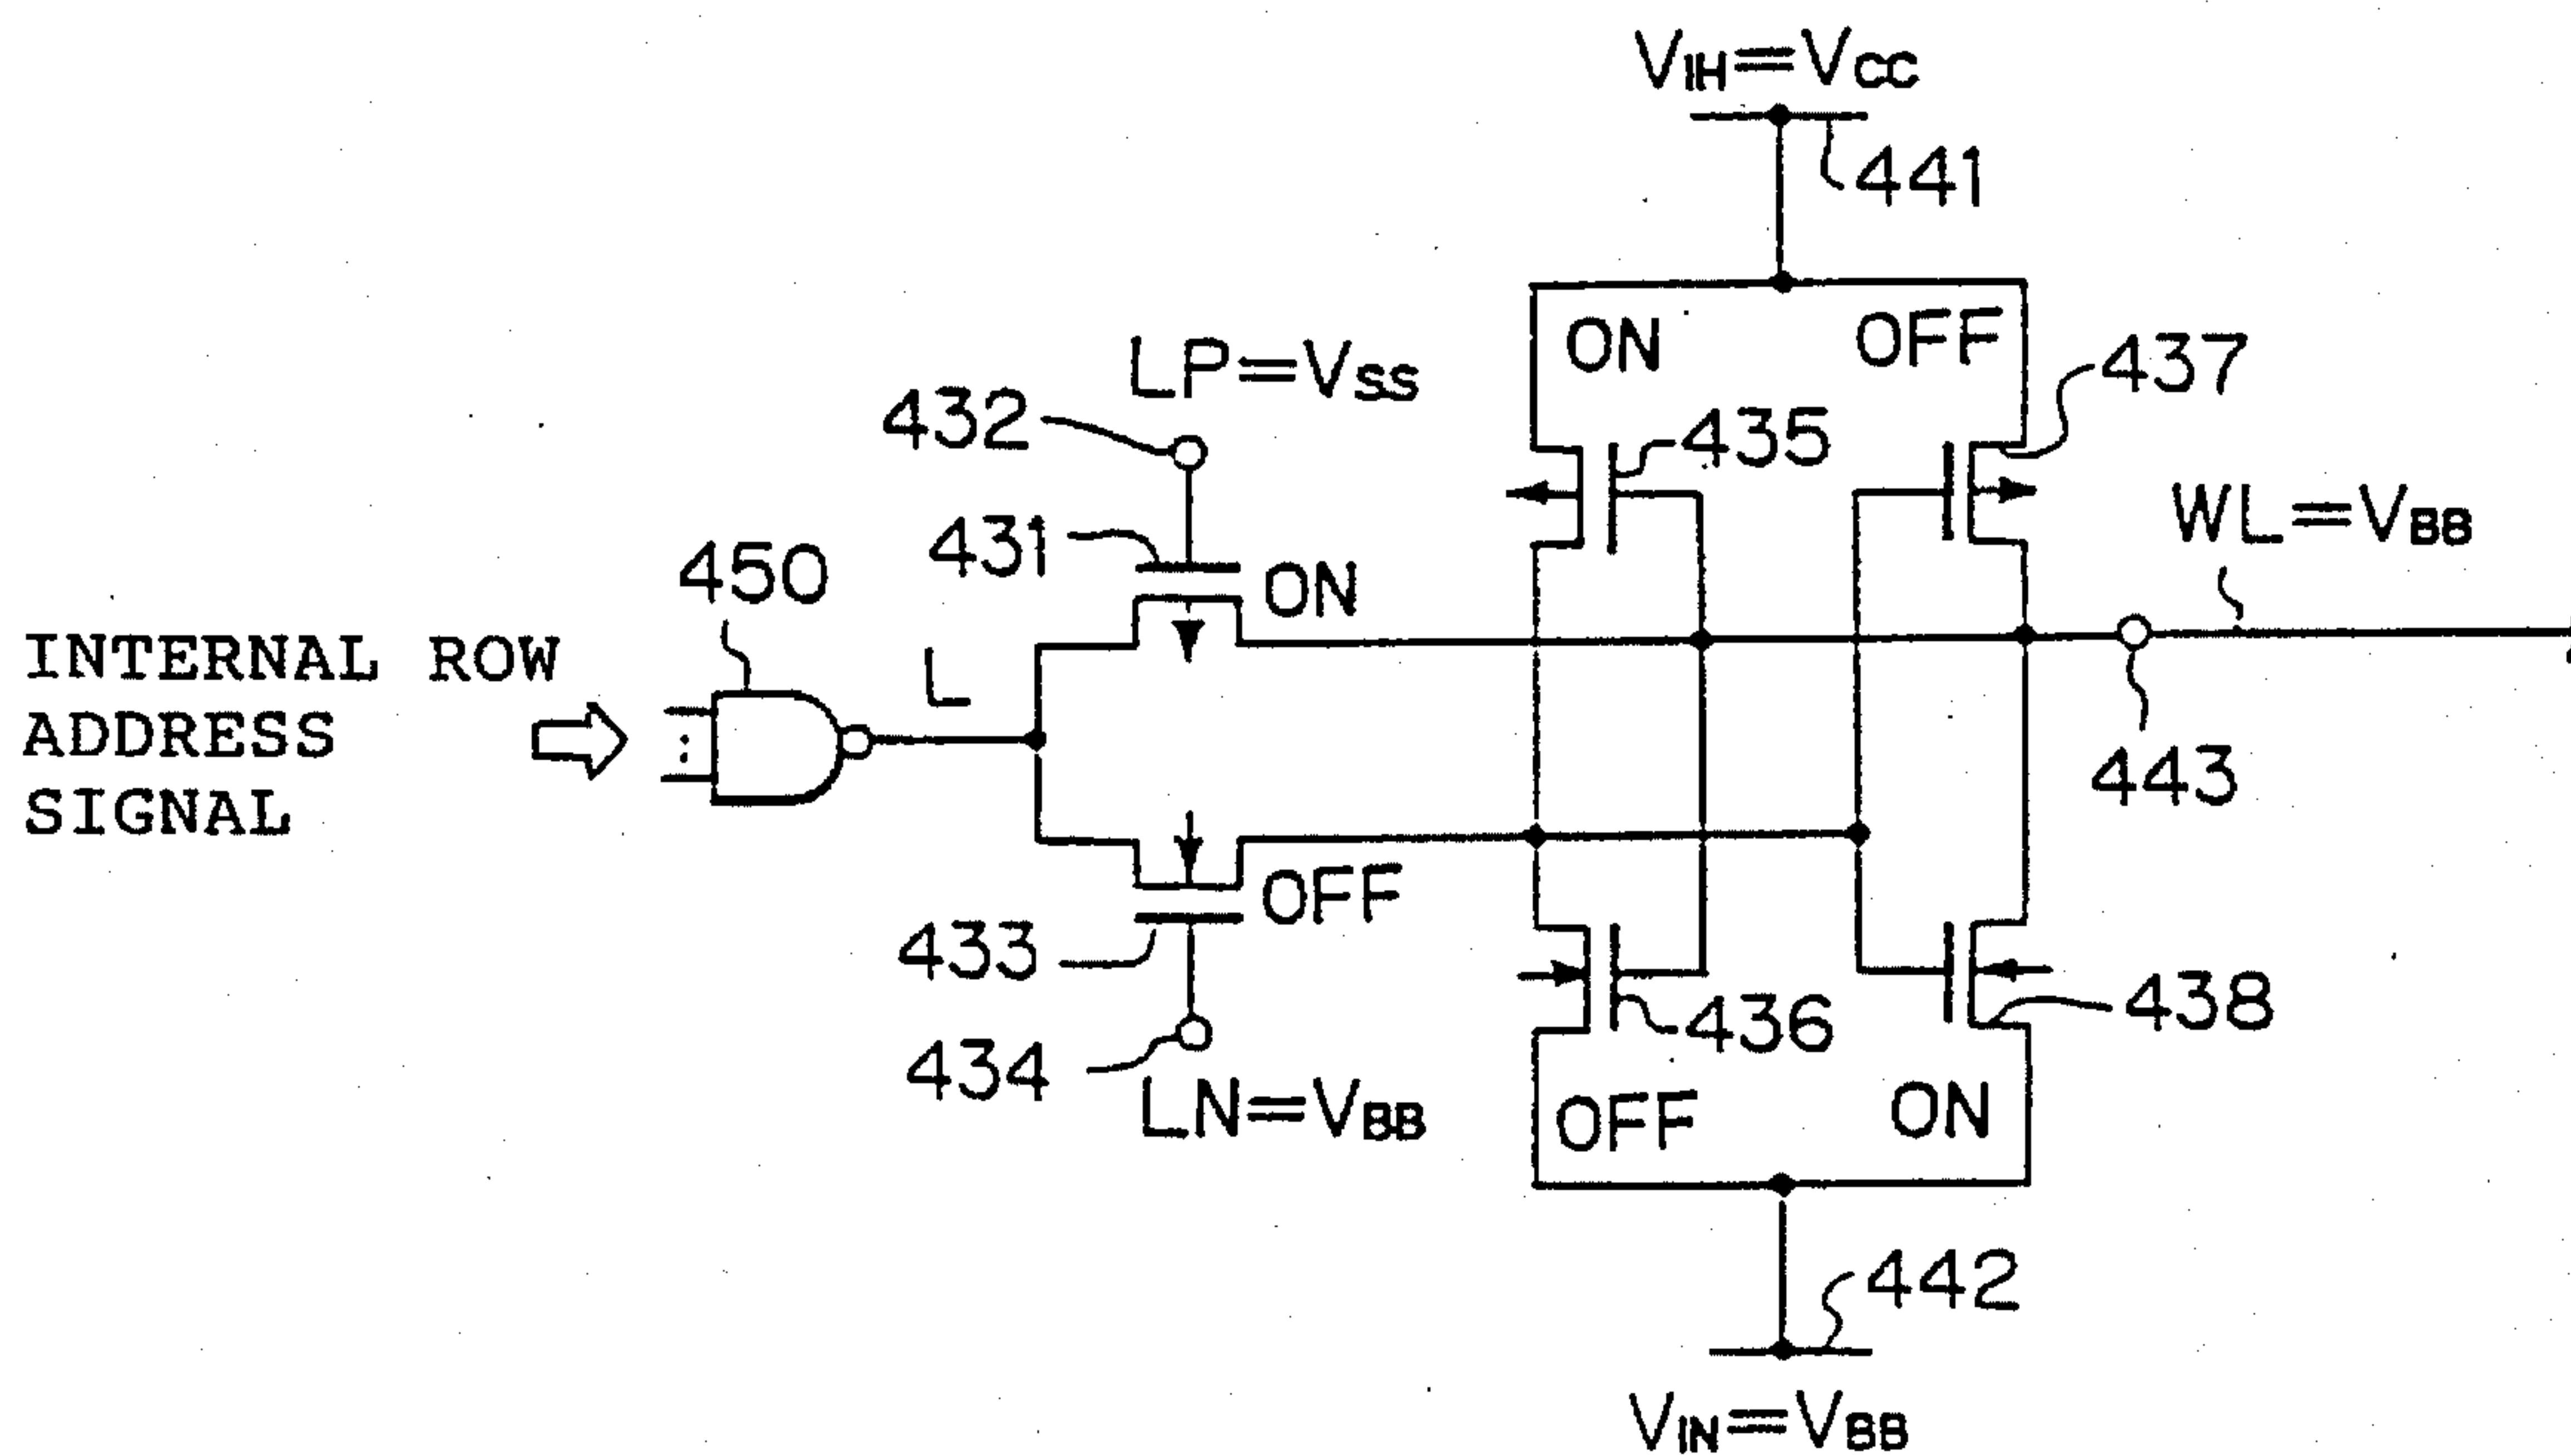 VIH=VCC
441
ON
OFF
437
LP=VSS
432
435
431
ON
WL=VBB
450
L
INTERNAL ROW
ADDRESS
SIGNAL
443
OFF
433
436
438
434
LN=VBB
OFF
ON
442
VIN=VBB